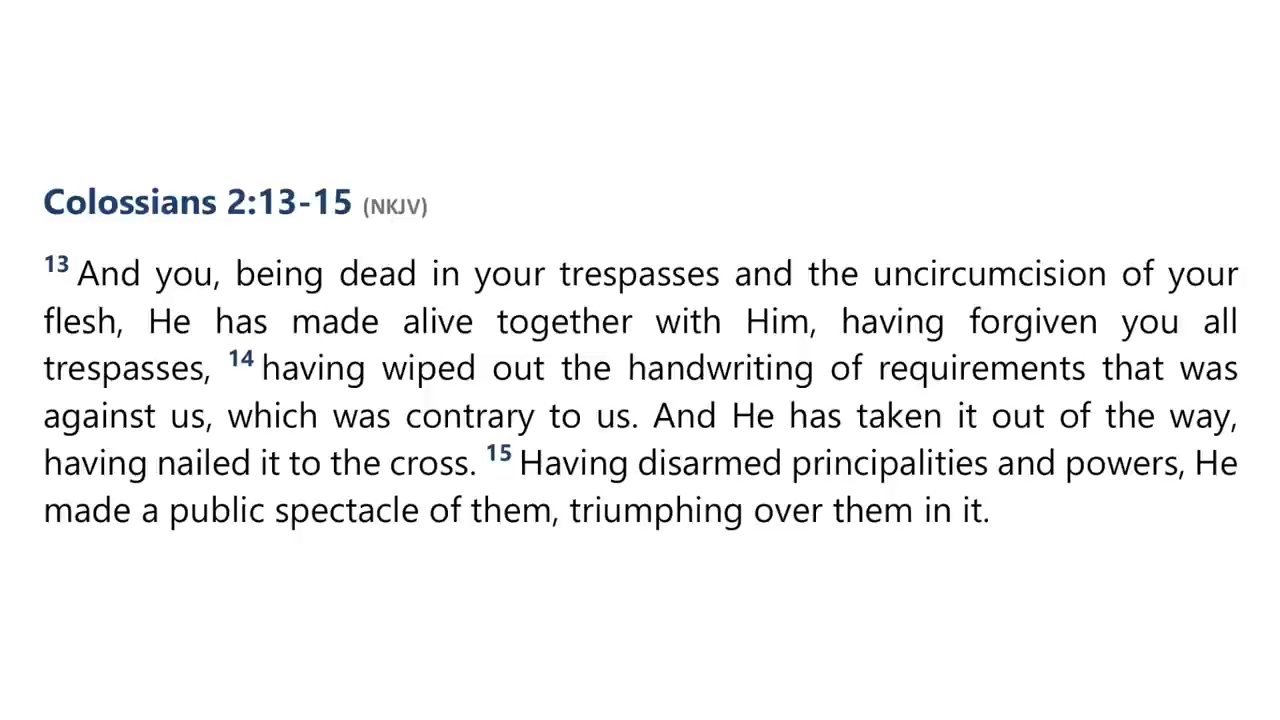 Colossians 2:13-15 (NKJV)
13 And you, being dead in your trespasses and the uncircumcision of your
flesh, He has made alive together with Him, having forgiven you all
trespasses, 14 having wiped out the handwriting of requirements that was
against us, which was contrary to us. And He has taken it out of the way,
having nailed it to the cross. 15 Having disarmed principalities and powers, He
made a public spectacle of them, triumphing over them in it.